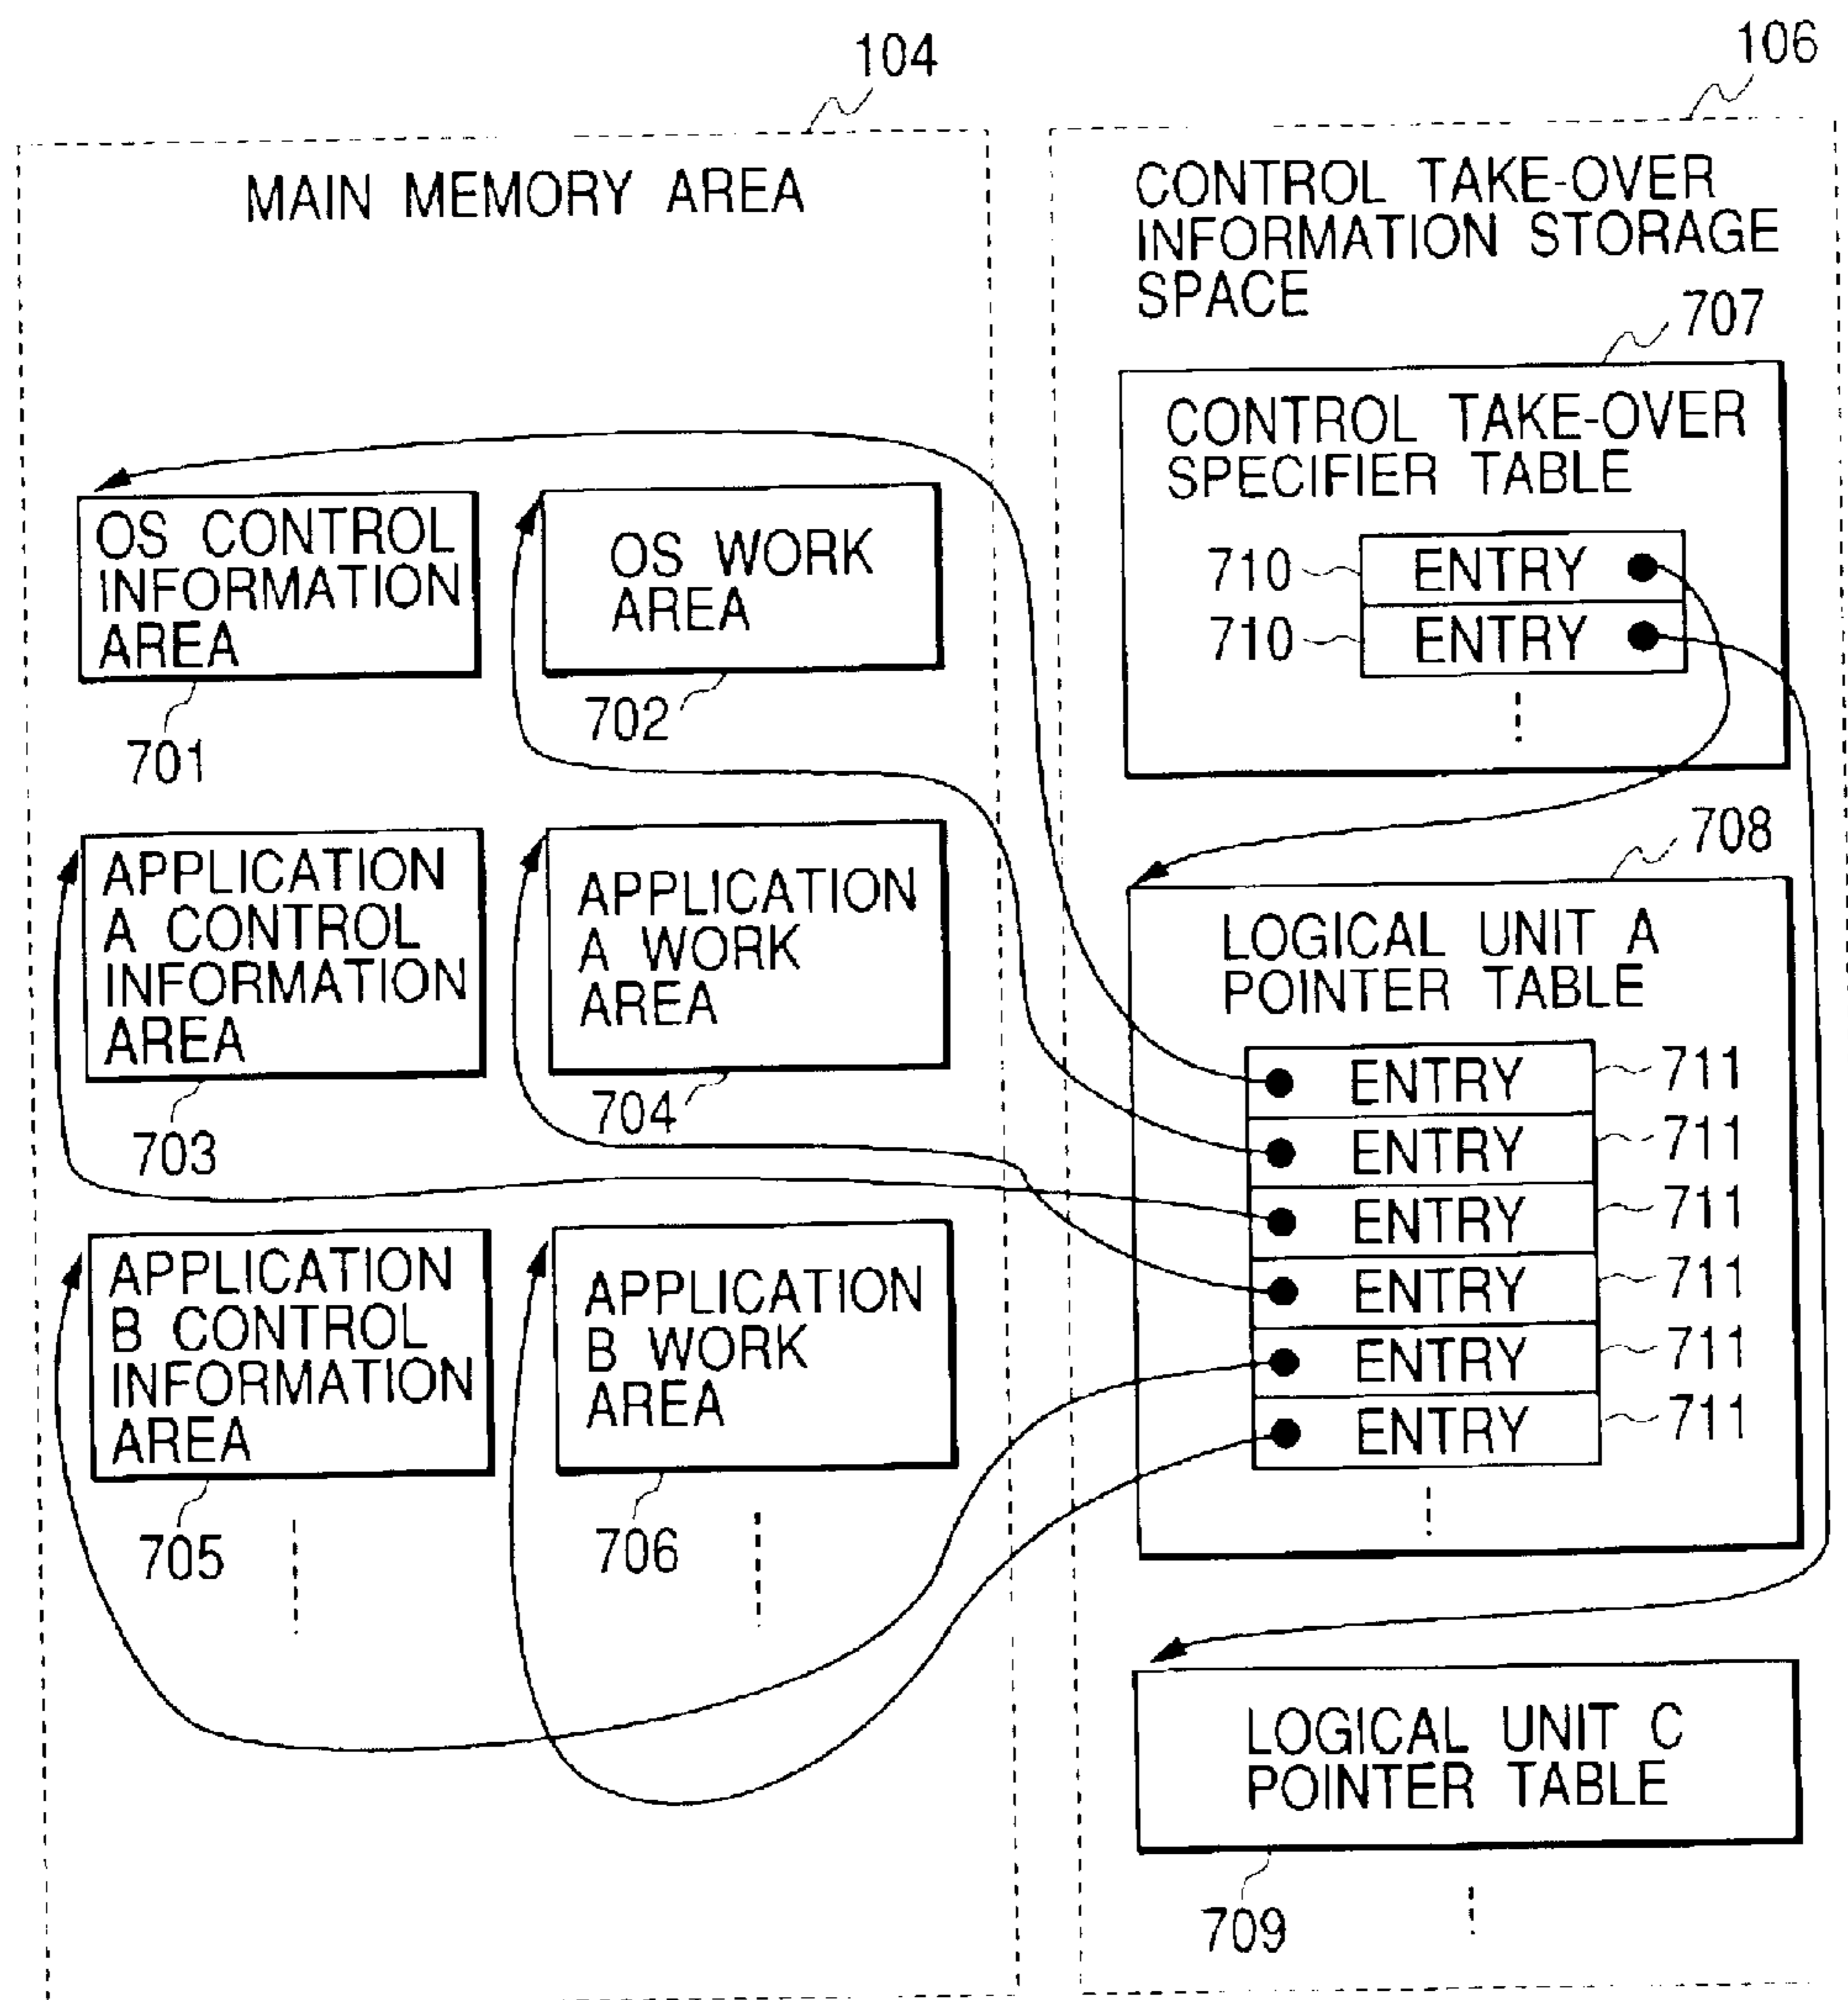 104
106
MAIN MEMORY AREA
CONTROL TAKE-OVER
INFORMATION STORAGE
SPACE
707
CONTROL TAKE-OVER
SPECIFIER TABLE
710 ENTRY
710 ENTRY
OS CONTROL
INFORMATION
AREA
701
OS WORK
AREA
702
708
APPLICATION
A CONTROL
INFORMATION
AREA
703
APPLICATION
A WORK
AREA
704
LOGICAL UNIT A
POINTER TABLE
ENTRY 711
ENTRY 711
ENTRY 711
ENTRY 711
ENTRY 711
ENTRY 711
APPLICATION
B CONTROL
INFORMATION
AREA
705
APPLICATION
B WORK
AREA
706
LOGICAL UNIT C
POINTER TABLE
709